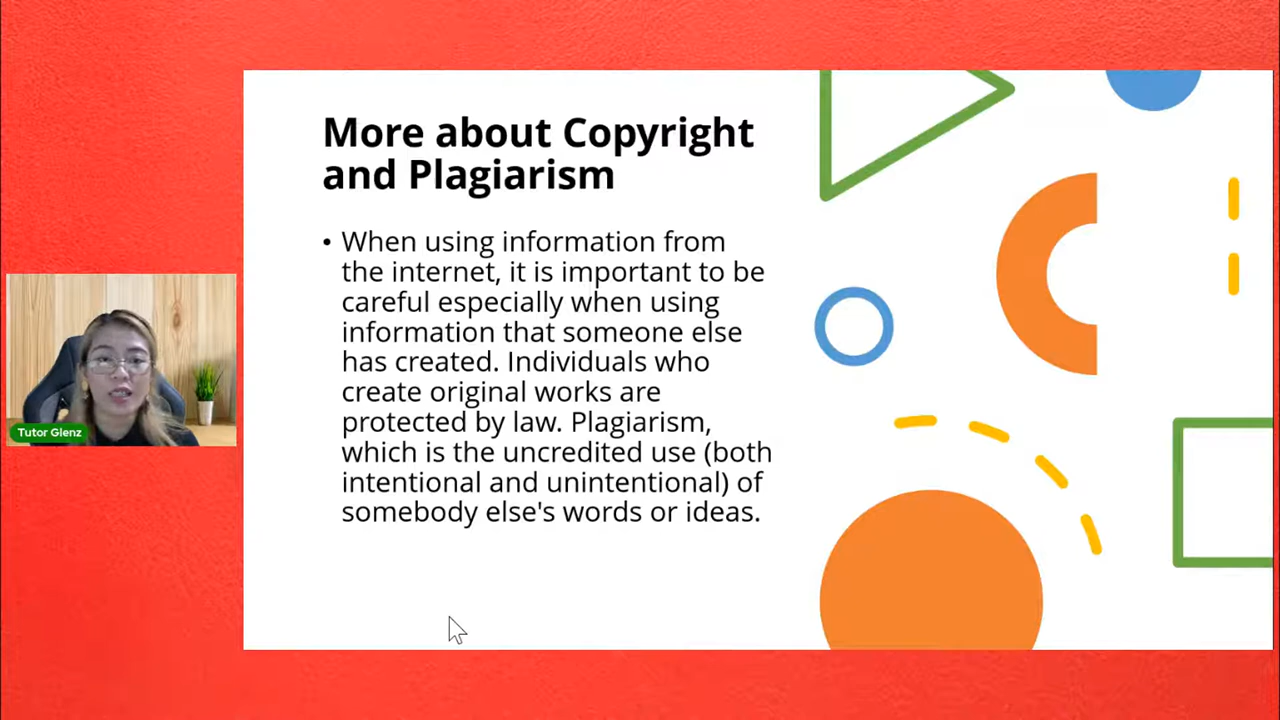 More about Copyright
and Plagiarism
• When using information from
the internet, it is important to be
careful especially when using
information that someone else
has created. Individuals who
create original works are
protected by law. Plagiarism,
which is the uncredited use (both
intentional and unintentional) of
somebody else's words or ideas.
Tutor Glenz